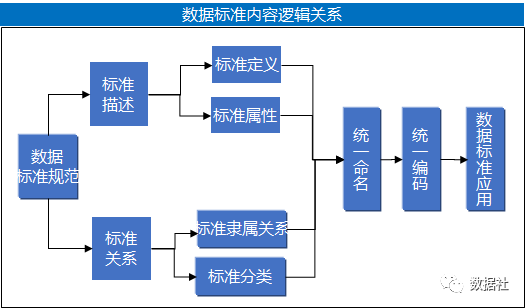 数据标准内容逻辑关系
标准定义
标准
描述
标准属性
数据
标准规范
统一命名
统一编码
数据标准应用
标准
关系
标准隶属关系
标准分类
数据社